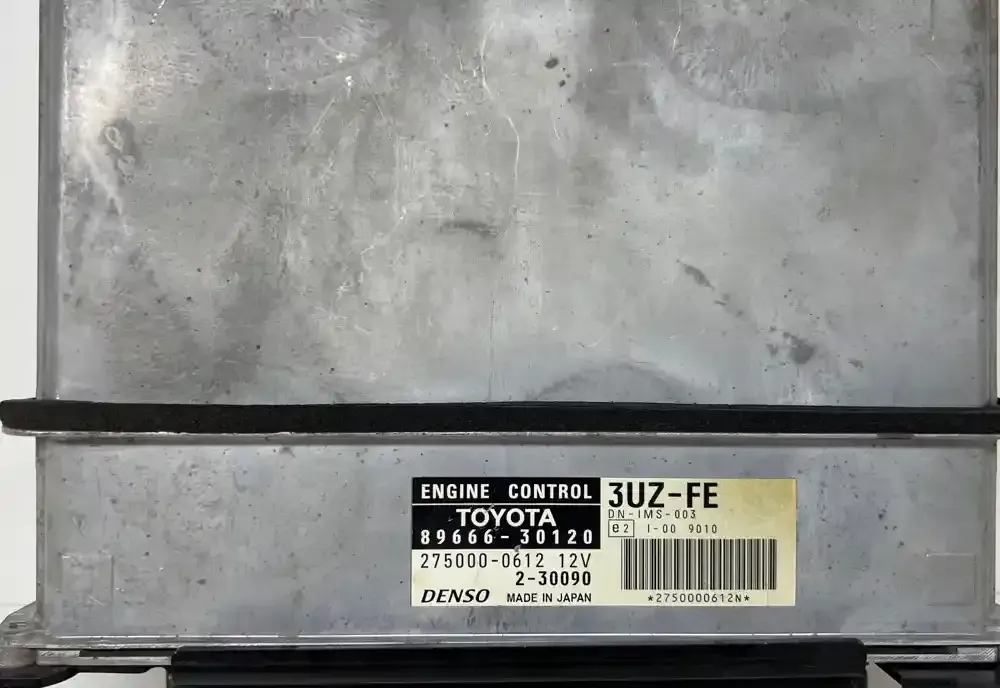 ENGINE CONTROL
TOYOTA
89666-30120
275000-0612 12V
2-30090
DENSO MADE IN JAPAN
3UZ-FE
DN-IMS-003
e2 I-00 9010
*2750000612N*